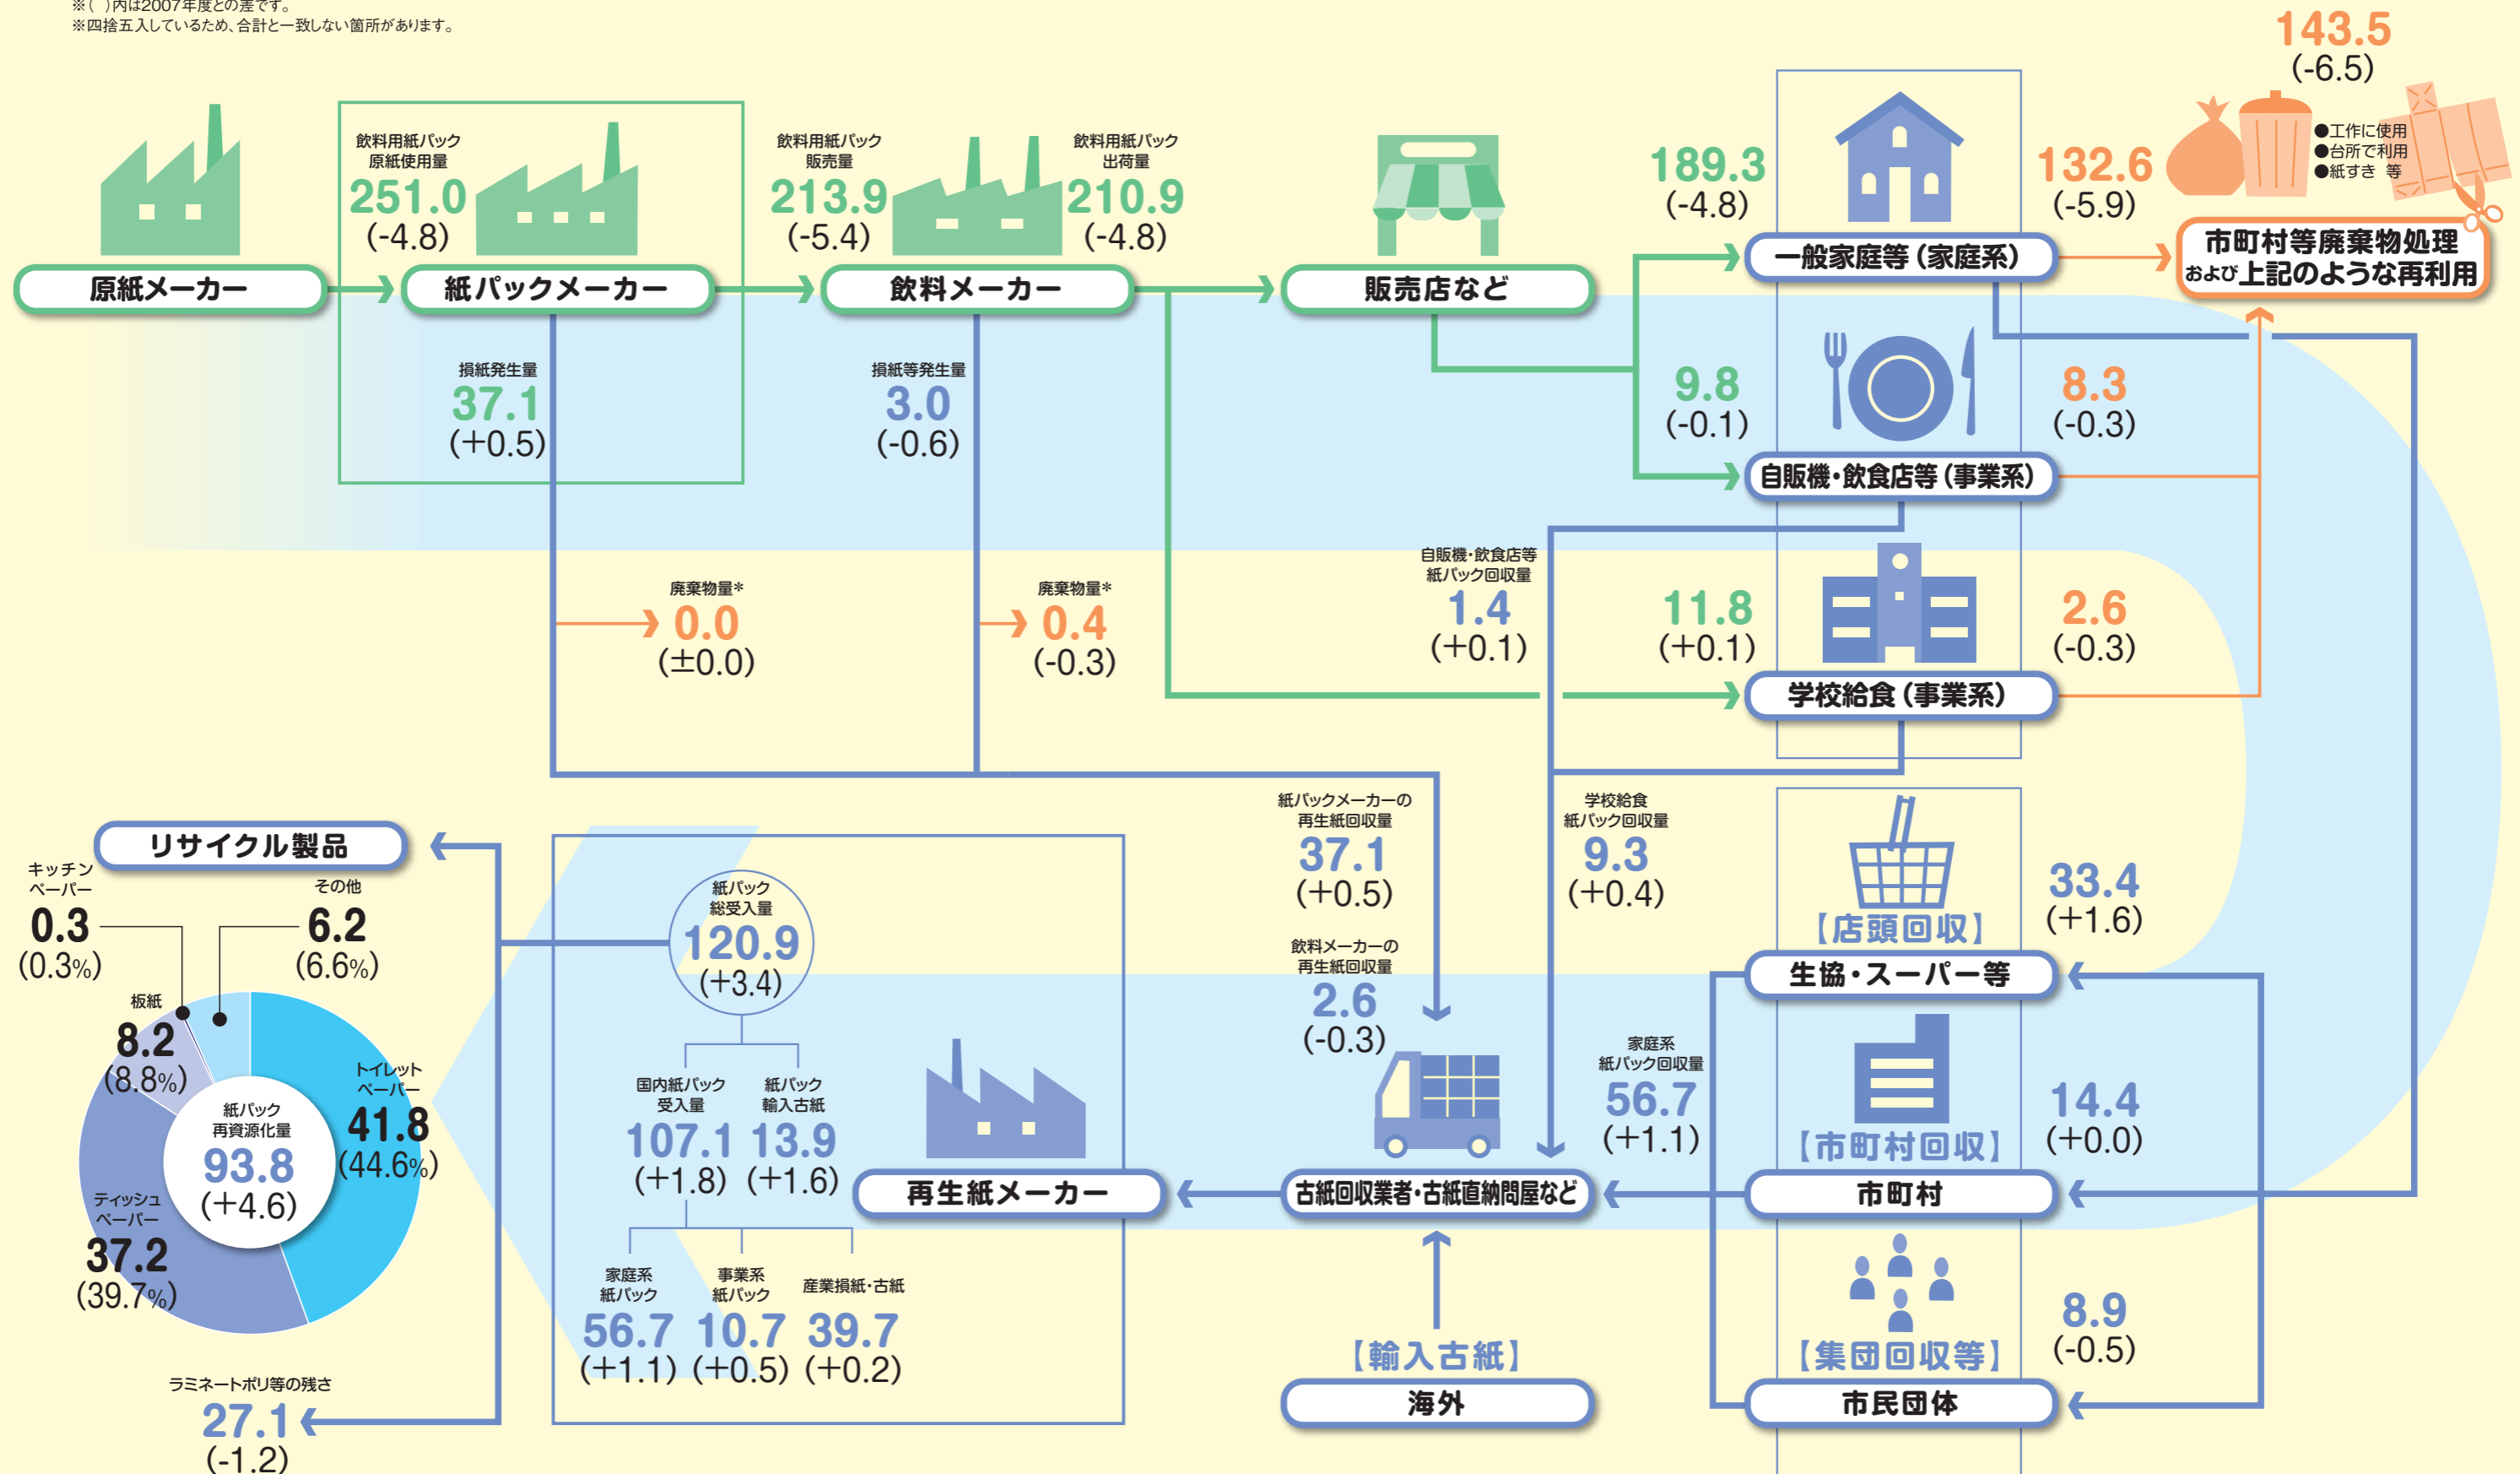 ※(　)内は2007年度との差です。
※四捨五入しているため、合計と一致しない箇所があります。
143.5
(-6.5)
●工作に使用
●台所で利用
●紙すき 等
市町村等廃棄物処理
および上記のような再利用
原紙メーカー
飲料用紙パック
原紙使用量
251.0
(-4.8)
紙パックメーカー
損紙発生量
37.1
(+0.5)
飲料用紙パック
販売量
213.9
(-5.4)
飲料メーカー
飲料用紙パック
出荷量
210.9
(-4.8)
損紙等発生量
3.0
(-0.6)
販売店など
189.3
(-4.8)
一般家庭等(家庭系)
132.6
(-5.9)
9.8
(-0.1)
自販機・飲食店等(事業系)
8.3
(-0.3)
廃棄物量*
0.0
(±0.0)
廃棄物量*
0.4
(-0.3)
自販機・飲食店等
紙パック回収量
1.4
(+0.1)
11.8
(+0.1)
学校給食(事業系)
2.6
(-0.3)
紙パックメーカーの
再生紙回収量
37.1
(+0.5)
飲料メーカーの
再生紙回収量
2.6
(-0.3)
学校給食
紙パック回収量
9.3
(+0.4)
【店頭回収】
生協・スーパー等
33.4
(+1.6)
家庭系
紙パック回収量
56.7
(+1.1)
【市町村回収】
市町村
14.4
(+0.0)
【集団回収等】
市民団体
8.9
(-0.5)
古紙回収業者・古紙直納問屋など
【輸入古紙】
海外
再生紙メーカー
紙パック
総受入量
120.9
(+3.4)
国内紙パック
受入量
107.1
(+1.8)
紙パック
輸入古紙
13.9
(+1.6)
家庭系
紙パック
56.7
(+1.1)
事業系
紙パック
10.7
(+0.5)
産業損紙・古紙
39.7
(+0.2)
リサイクル製品
キッチン
ペーパー
0.3
(0.3%)
その他
6.2
(6.6%)
板紙
8.2
(8.8%)
トイレット
ペーパー
41.8
(44.6%)
紙パック
再資源化量
93.8
(+4.6)
ティッシュ
ペーパー
37.2
(39.7%)
ラミネートポリ等の残さ
27.1
(-1.2)